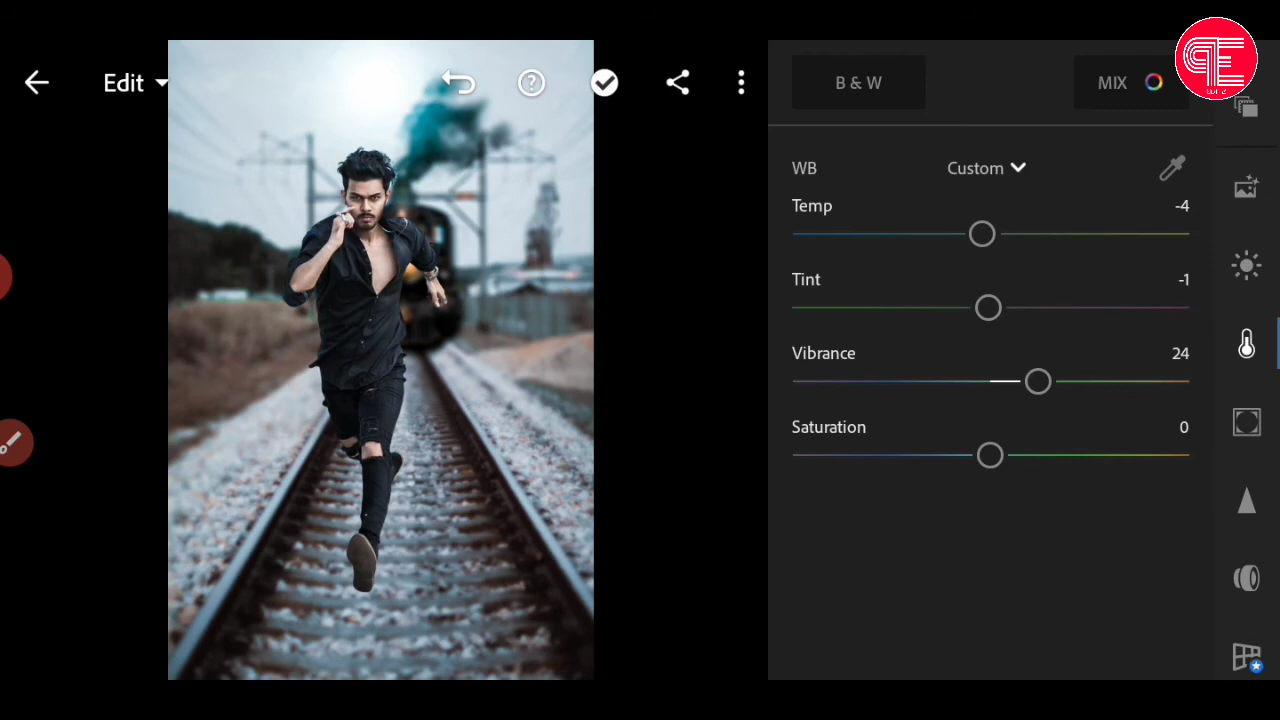 Edit
B & W
MIX
WB
Custom
Temp
-4
Tint
-1
Vibrance
24
Saturation
0